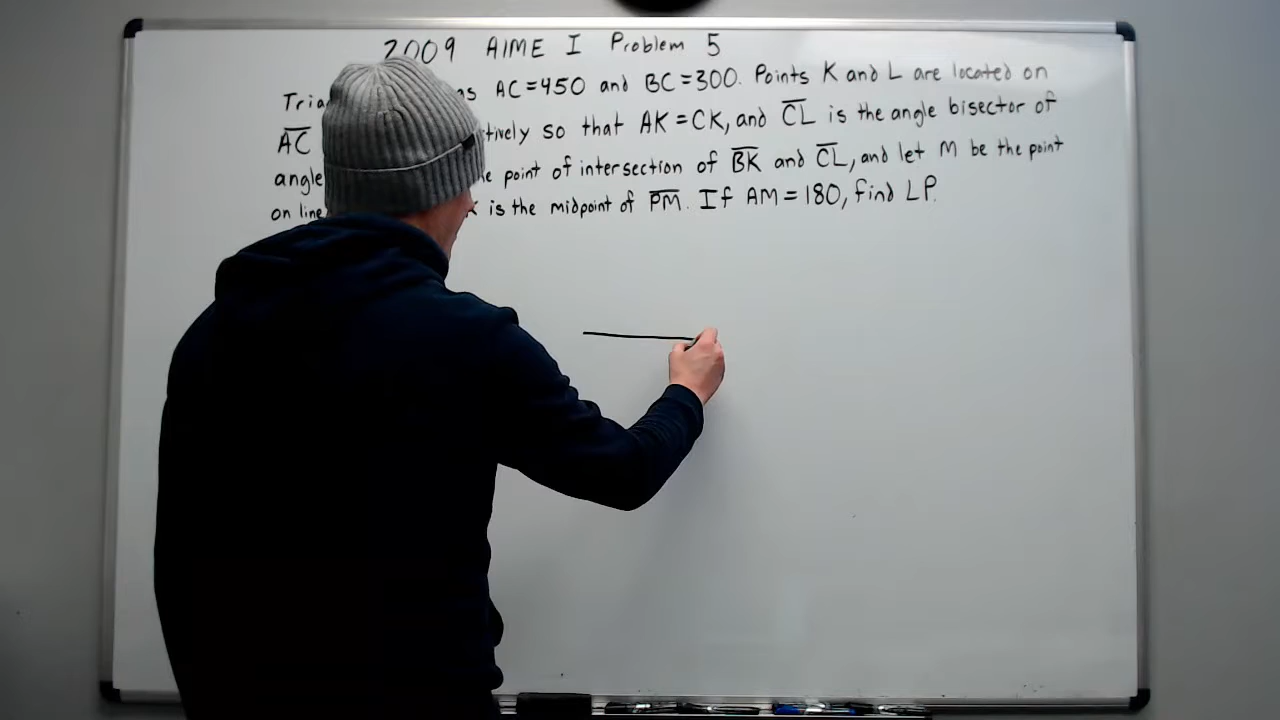 2009 AIME I Problem 5
Tria s AC=450 and BC=300. Points K and L are located on
AC tively so that AK=CK, and CL is the angle bisector of
angle point of intersection of BK and CL, and let M be the point
on line is the midpoint of PM. If AM=180, find LP.